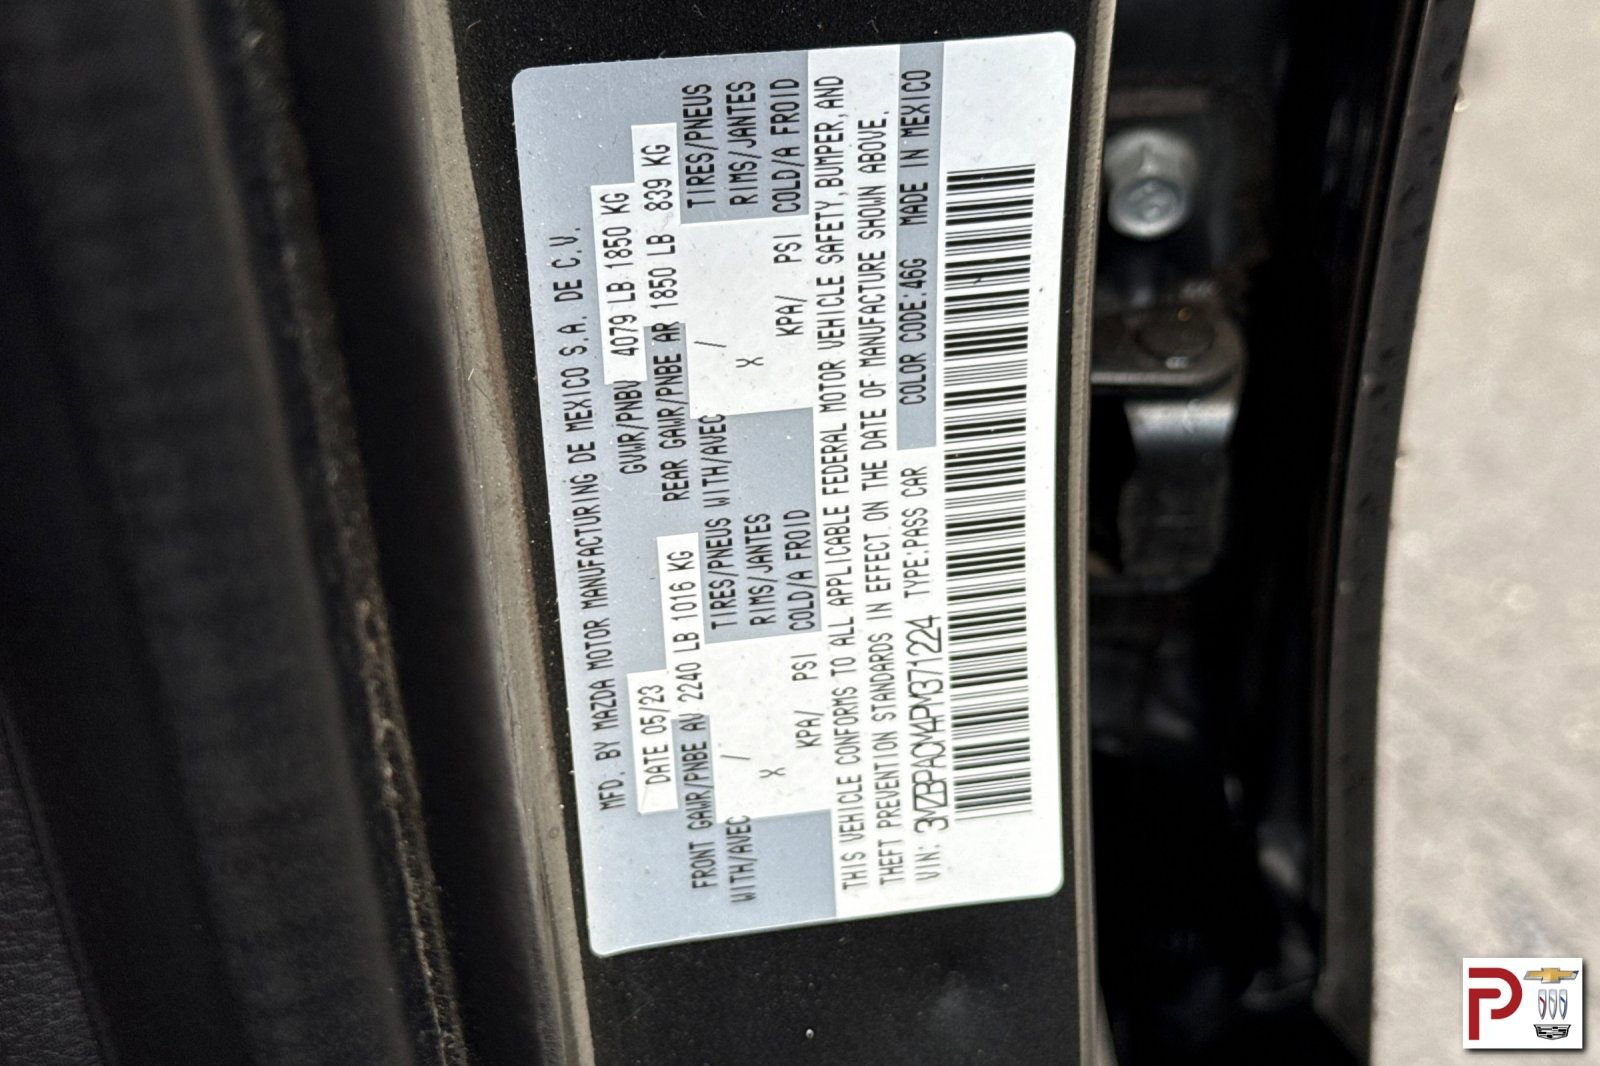 MFD. BY MAZDA MOTOR MANUFACTURING DE MEXICO S.A. DE C.V.
DATE 05/23 GVWR/PNBV 4079 LB 1850 KG
FRONT GAWR/PNBE AV 2240 LB 1016 KG REAR GAWR/PNBE AR 1850 LB 839 KG
WITH/AVEC / TIRES/PNEUS WITH/AVEC / TIRES/PNEUS
X RIMS/JANTES X RIMS/JANTES
KPA/ PSI COLD/A FROID KPA/ PSI COLD/A FROID
THIS VEHICLE CONFORMS TO ALL APPLICABLE FEDERAL MOTOR VEHICLE SAFETY,BUMPER,AND
THEFT PREVENTION STANDARDS IN EFFECT ON THE DATE OF MANUFACTURE SHOWN ABOVE.
VIN: 3MZBPACM4PM371224 TYPE:PASS CAR COLOR CODE:46G MADE IN MEXICO
P